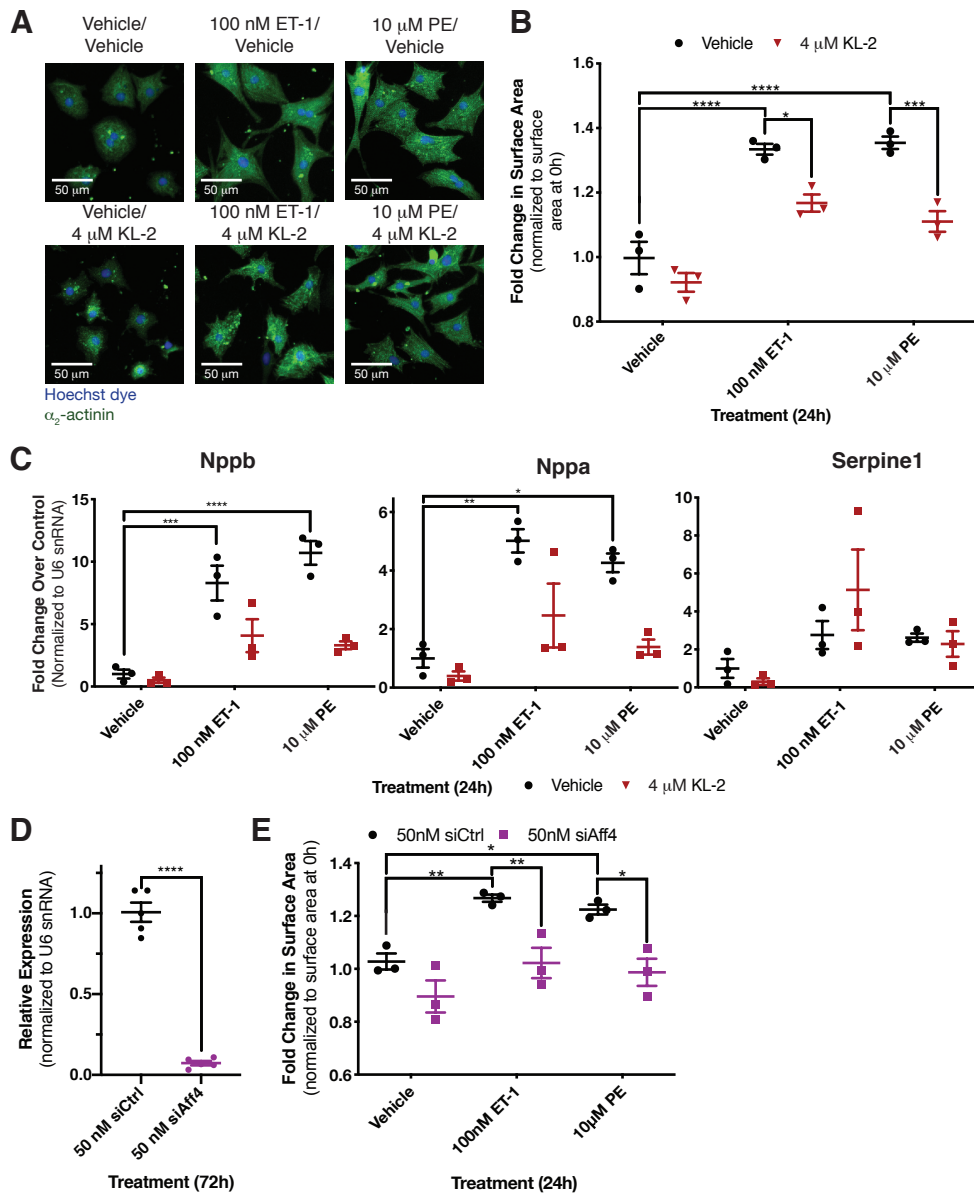 A
Vehicle/
Vehicle
100 nM ET-1/
Vehicle
10 μM PE/
Vehicle
50 μm
50 μm
50 μm
Vehicle/
4 μM KL-2
100 nM ET-1/
4 μM KL-2
10 μM PE/
4 μM KL-2
50 μm
50 μm
50 μm
Hoechst dye
α2-actinin
B
Vehicle
4 μM KL-2
Fold Change in Surface Area
(normalized to surface
area at 0h)
1.4
1.2
1.0
0.8
****
****
*
***
Vehicle
100 nM ET-1
10 μM PE
Treatment (24h)
C
Nppb
Nppa
Serpine1
Fold Change Over Control
(Normalized to U6 snRNA)
15
10
5
0
****
***
Vehicle
100 nM ET-1
10 μM PE
6
4
2
0
*
**
Vehicle
100 nM ET-1
10 μM PE
10
8
6
4
2
0
Vehicle
100 nM ET-1
10 μM PE
Treatment (24h)
Vehicle
4 μM KL-2
D
Relative Expression
(normalized to U6 snRNA)
1.0
0.5
0.0
****
50 nM siCtrl
50 nM siAff4
Treatment (72h)
E
50nM siCtrl
50nM siAff4
Fold Change in Surface Area
(normalized to surface area at 0h)
1.4
1.2
1.0
0.8
0.6
*
**
**
*
Vehicle
100nM ET-1
10μM PE
Treatment (24h)